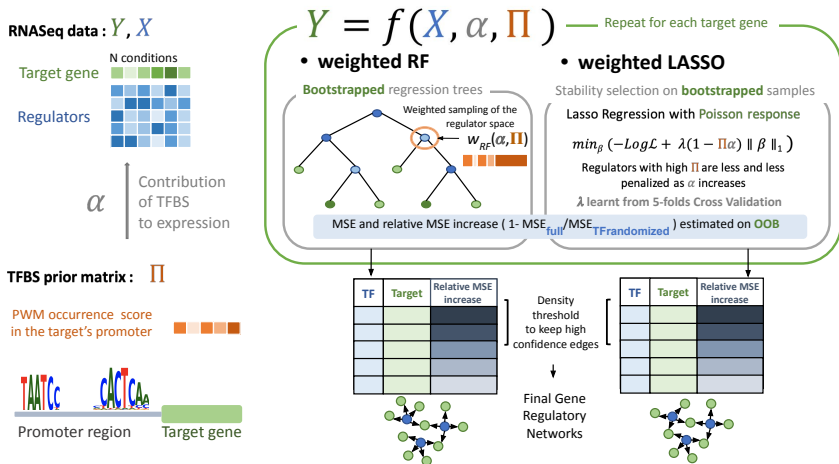 RNASeq data : Y, X
N conditions
Target gene
Regulators
α
Contribution
of TFBS
to expression
TFBS prior matrix : Π
PWM occurrence score
in the target's promoter
TAATCC
CACTCAA
Promoter region
Target gene
Y = f(X, α, Π)
Repeat for each target gene
• weighted RF
Bootstrapped regression trees
Weighted sampling of the
regulator space
w_RF(α,Π)
• weighted LASSO
Stability selection on bootstrapped samples
Lasso Regression with Poisson response
min_β (-Logℒ + λ(1 - Πα) ∥ β ∥_1 )
Regulators with high Π are less and less
penalized as α increases
λ learnt from 5-folds Cross Validation
MSE and relative MSE increase ( 1- MSE_full/MSE_TFrandomized) estimated on OOB
TF Target Relative MSE
increase
Density
threshold
to keep high
confidence edges
Final Gene
Regulatory
Networks
TF Target Relative MSE
increase